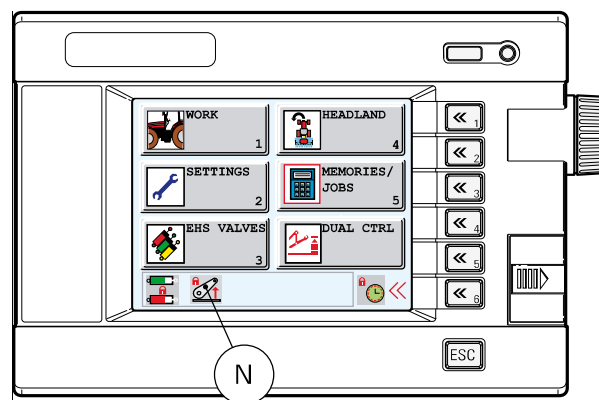 WORK
1
HEADLAND
4
SETTINGS
2
MEMORIES/
JOBS
5
EHS VALVES
3
DUAL CTRL
« 1
« 2
« 3
« 4
« 5
« 6
«
N
ESC